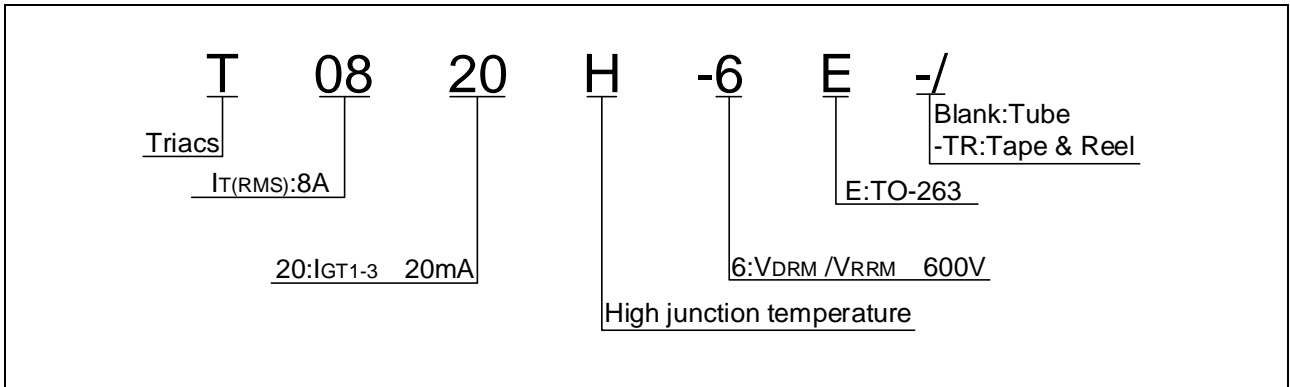 T 08 20 H -6 E -/
Blank:Tube
-TR:Tape & Reel
Triacs
IT(RMS):8A
E:TO-263
20:IGT1-3 20mA
6:VDRM /VRRM 600V
High junction temperature